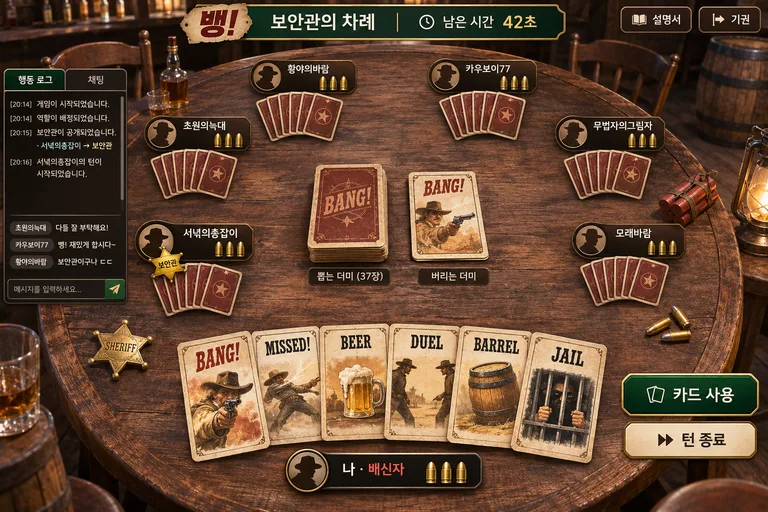 뱅!
보안관의 차례
남은 시간 42초
설명서
기권
행동 로그
채팅
[20:14] 게임이 시작되었습니다.
[20:14] 역할이 배정되었습니다.
[20:15] 보안관이 공개되었습니다.
· 서녘의총잡이 → 보안관
[20:16] 서녘의총잡이의 턴이
시작되었습니다.
초원의늑대 다들 잘 부탁해요!
카우보이77 뱅! 재밌게 합시다~
황야의바람 보안관이구나 ㄷㄷ
메시지를 입력하세요...
황야의바람
카우보이77
초원의늑대
무법자의그림자
서녘의총잡이
보안관
모래바람
BANG!
BANG!
뽑는 더미 (37장)
버리는 더미
SHERIFF
BANG!
MISSED!
BEER
DUEL
BARREL
JAIL
카드 사용
턴 종료
나 · 배신자